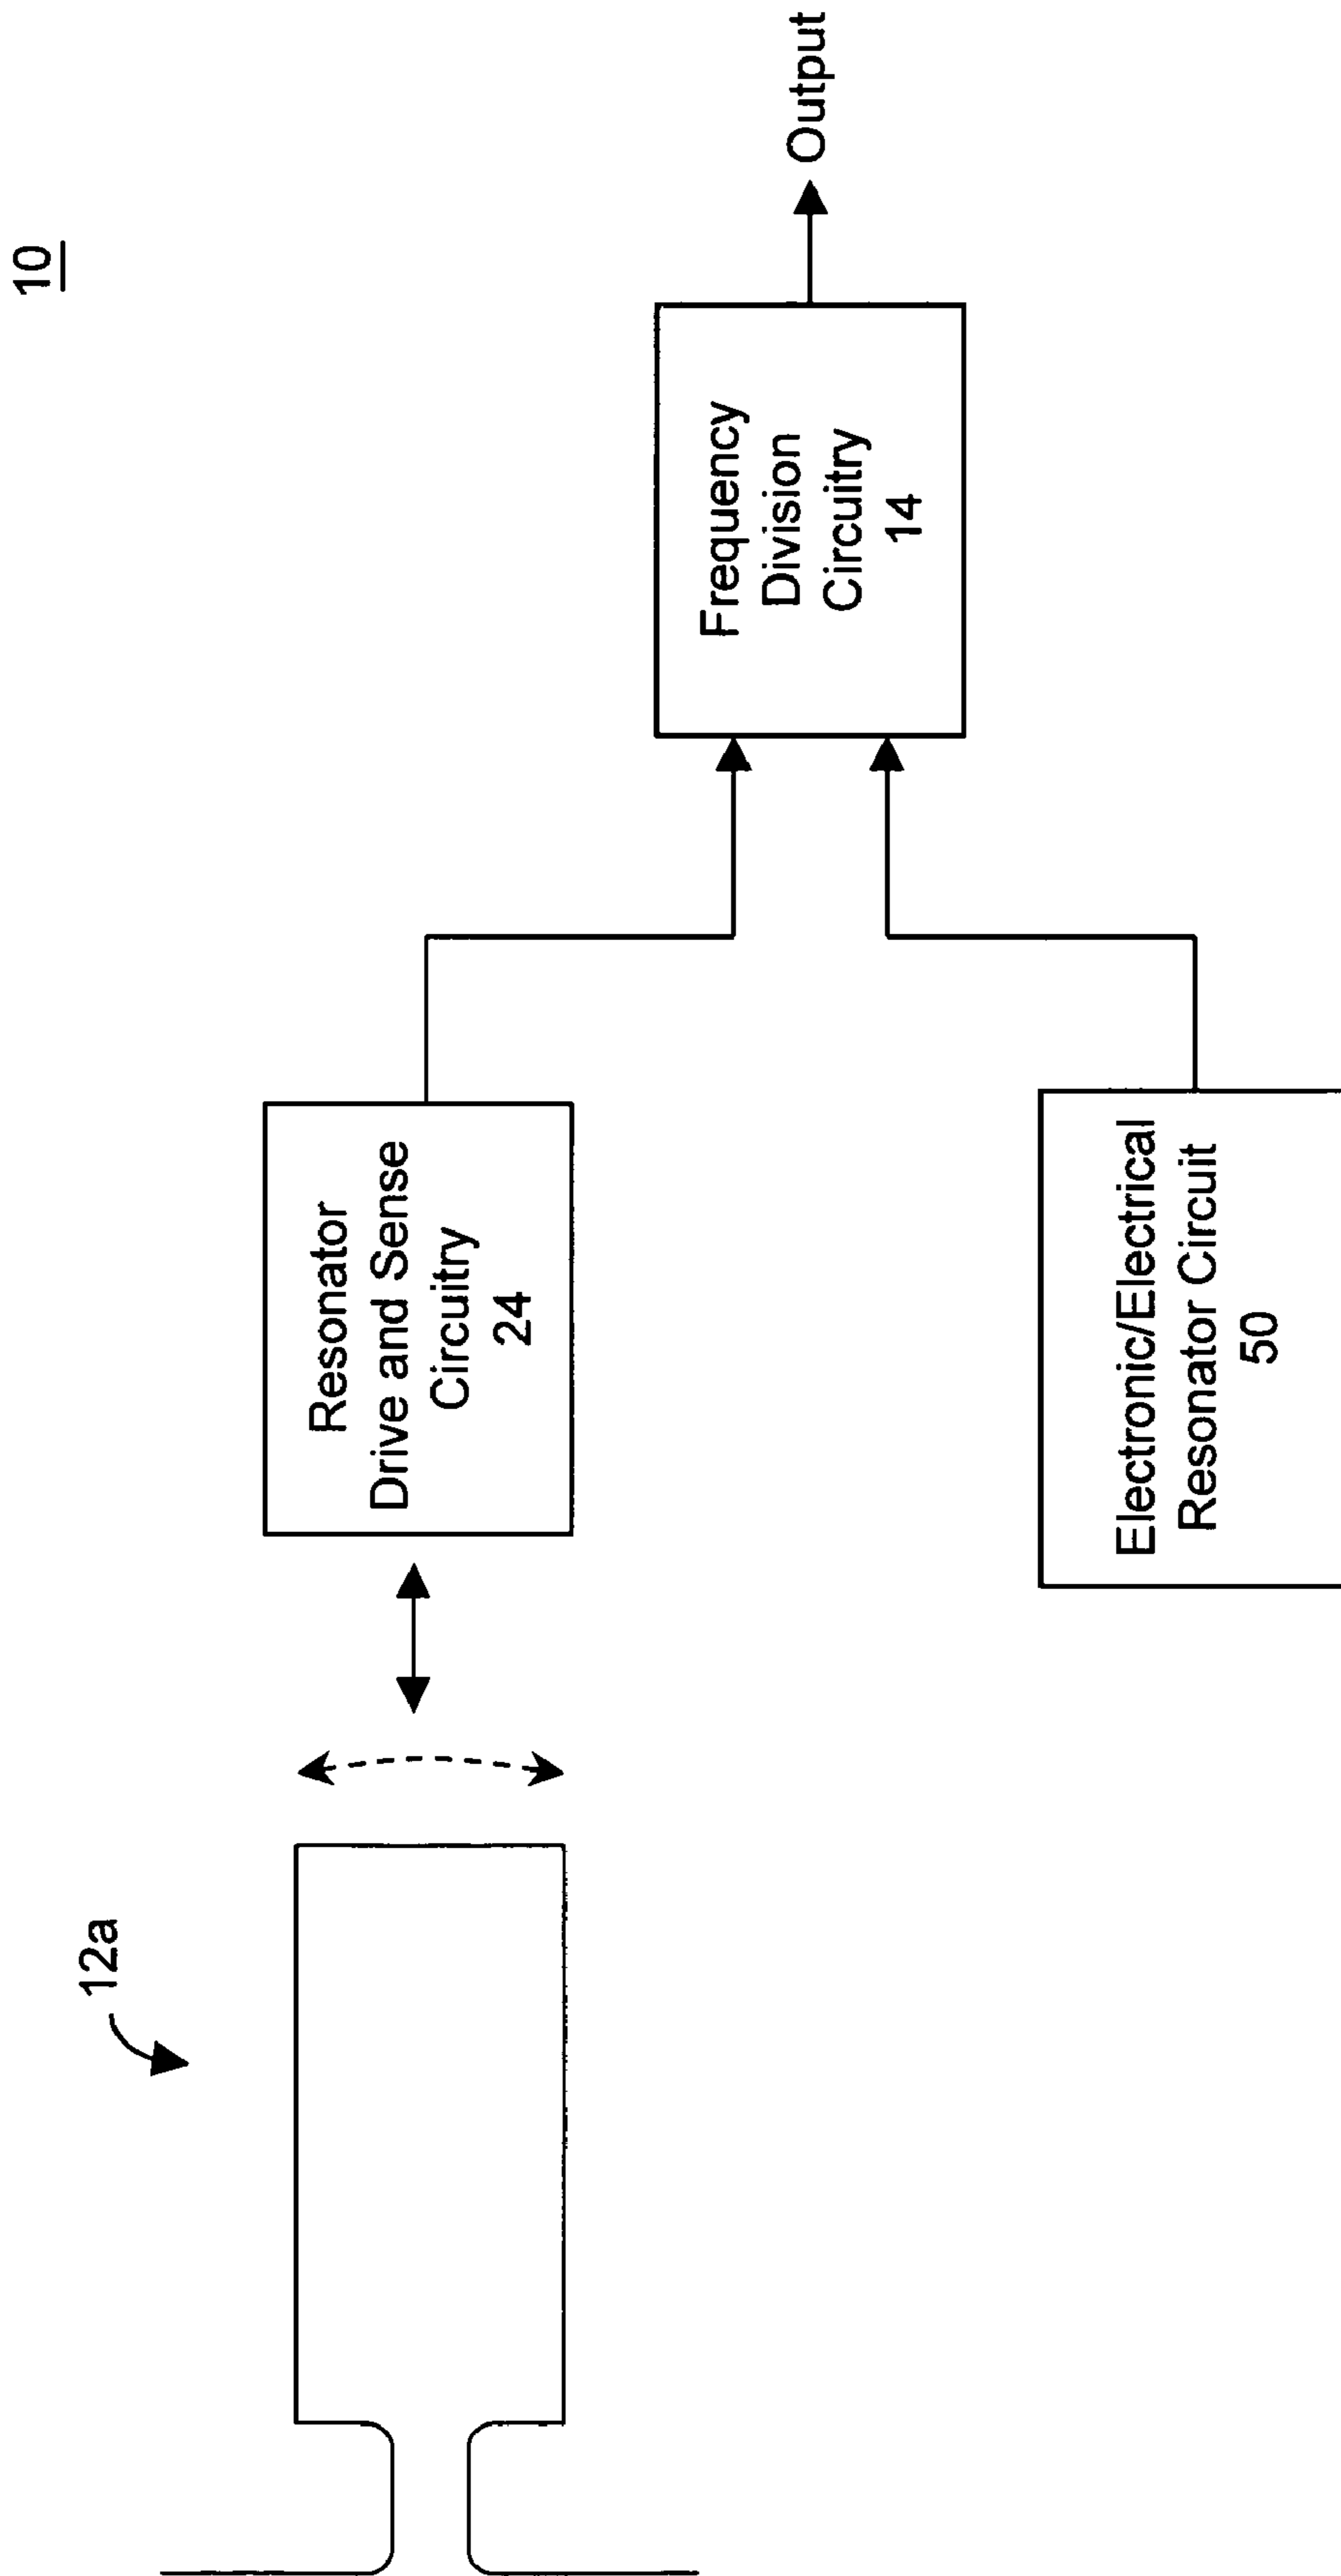 10
12a
Resonator
Drive and Sense
Circuitry
24
Frequency
Division
Circuitry
14
Output
Electronic/Electrical
Resonator Circuit
50